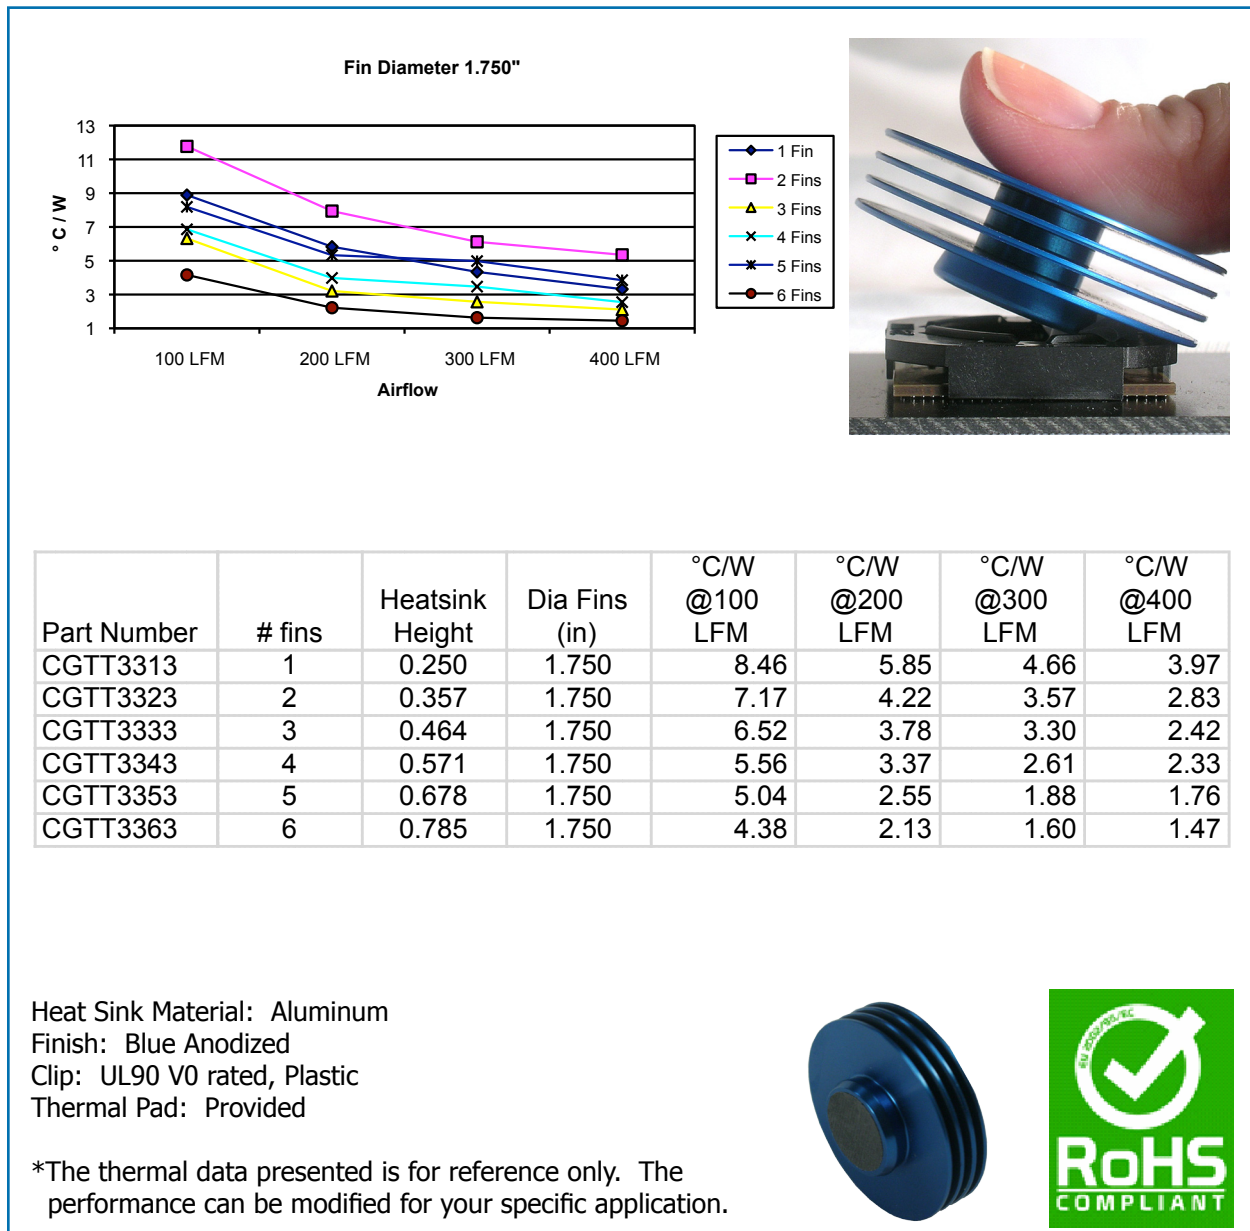 Fin Diameter 1.750"
13
11
9
7
5
3
1
° C / W
100 LFM 200 LFM 300 LFM 400 LFM
Airflow
1 Fin
2 Fins
3 Fins
4 Fins
5 Fins
6 Fins
Part Number # fins Heatsink Height Dia Fins (in) °C/W @100 LFM °C/W @200 LFM °C/W @300 LFM °C/W @400 LFM
CGTT3313 1 0.250 1.750 8.46 5.85 4.66 3.97
CGTT3323 2 0.357 1.750 7.17 4.22 3.57 2.83
CGTT3333 3 0.464 1.750 6.52 3.78 3.30 2.42
CGTT3343 4 0.571 1.750 5.56 3.37 2.61 2.33
CGTT3353 5 0.678 1.750 5.04 2.55 1.88 1.76
CGTT3363 6 0.785 1.750 4.38 2.13 1.60 1.47
Heat Sink Material: Aluminum
Finish: Blue Anodized
Clip: UL90 V0 rated, Plastic
Thermal Pad: Provided
*The thermal data presented is for reference only. The
performance can be modified for your specific application.
EU 2002/95/EC
RoHS
COMPLIANT